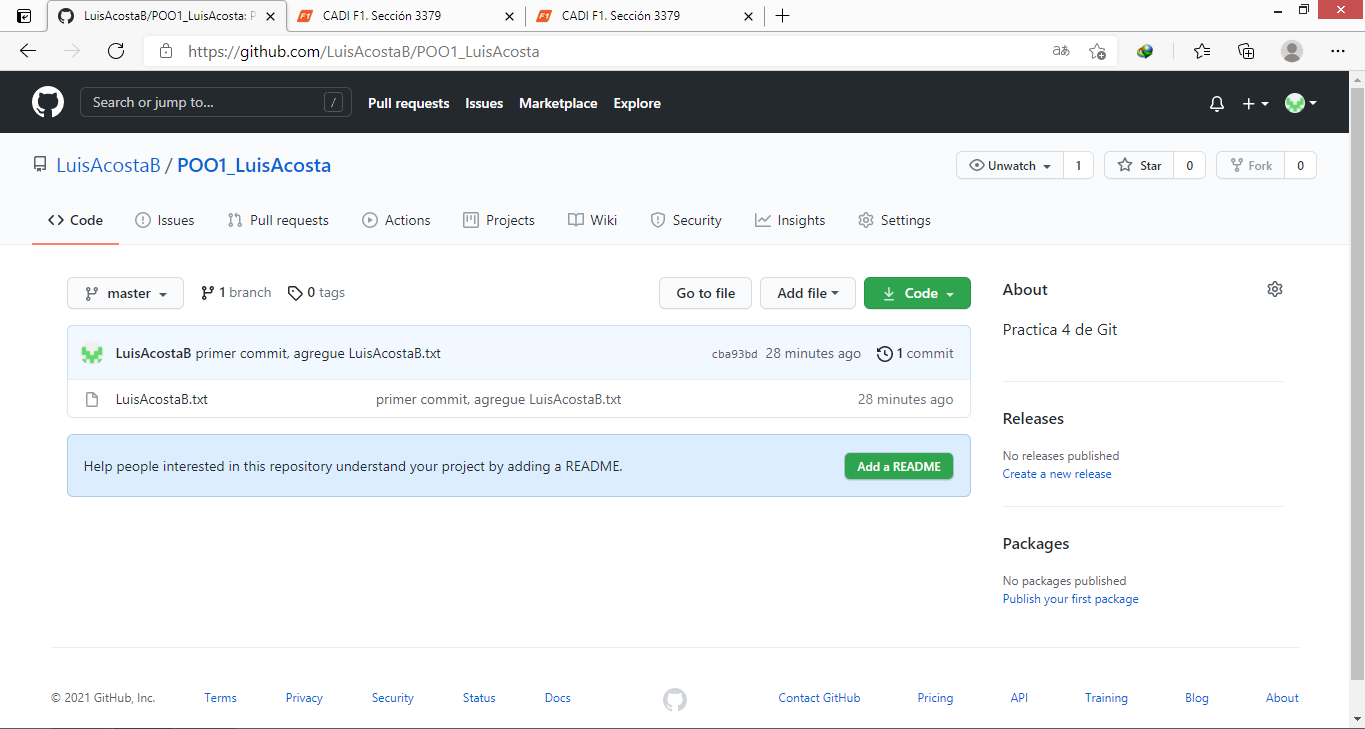 LuisAcostaB/POO1_LuisAcosta: P
CADI F1. Sección 3379
CADI F1. Sección 3379
https://github.com/LuisAcostaB/POO1_LuisAcosta
Search or jump to... /
Pull requests Issues Marketplace Explore
LuisAcostaB / POO1_LuisAcosta
Unwatch 1 Star 0 Fork 0
Code Issues Pull requests Actions Projects Wiki Security Insights Settings
master 1 branch 0 tags
Go to file Add file Code
LuisAcostaB primer commit, agregue LuisAcostaB.txt cba93bd 28 minutes ago 1 commit
LuisAcostaB.txt primer commit, agregue LuisAcostaB.txt 28 minutes ago
Help people interested in this repository understand your project by adding a README. Add a README
About
Practica 4 de Git
Releases
No releases published
Create a new release
Packages
No packages published
Publish your first package
© 2021 GitHub, Inc. Terms Privacy Security Status Docs Contact GitHub Pricing API Training Blog About